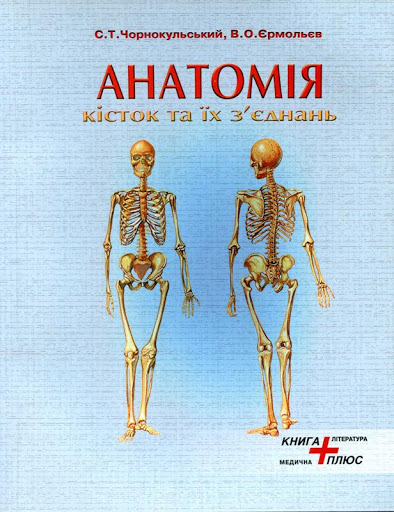 С.Т.Чорнокульський, В.О.Єрмольєв
АНАТОМІЯ
кісток та їх з'єднань
КНИГА ЛІТЕРАТУРА
МЕДИЧНА ПЛЮС